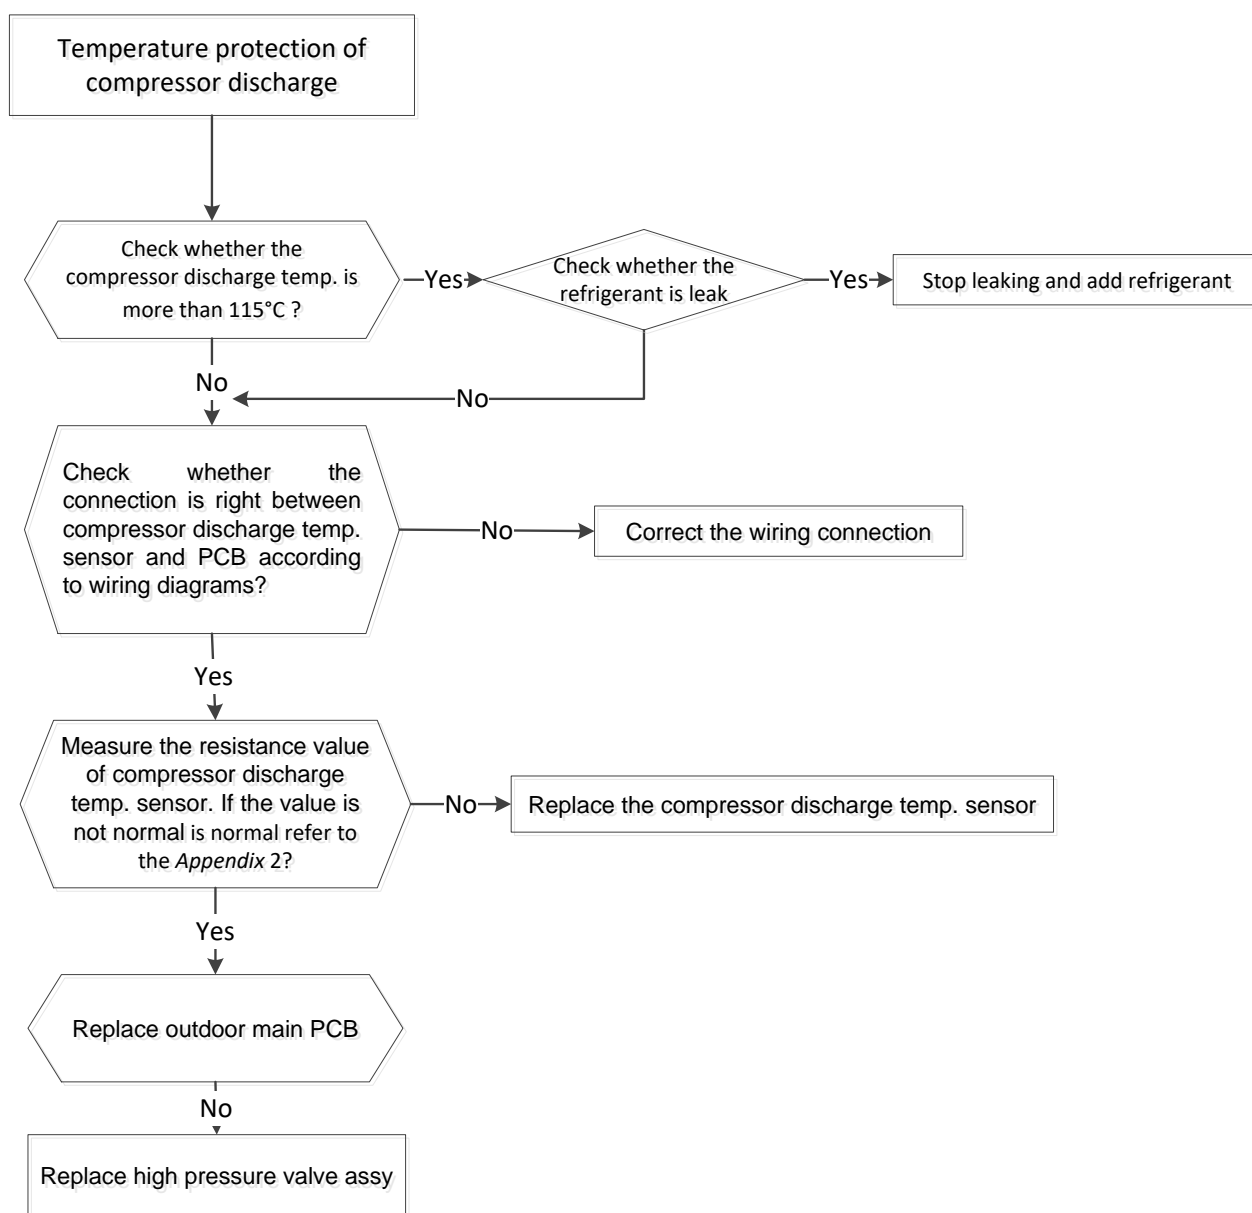 Temperature protection of
compressor discharge
Check whether the
compressor discharge temp. is
more than 115°C ?
Yes
Check whether the
refrigerant is leak
Yes
Stop leaking and add refrigerant
No
No
Check whether the
connection is right between
compressor discharge temp.
sensor and PCB according
to wiring diagrams?
No
Correct the wiring connection
Yes
Measure the resistance value
of compressor discharge
temp. sensor. If the value is
not normal is normal refer to
the Appendix 2?
No
Replace the compressor discharge temp. sensor
Yes
Replace outdoor main PCB
No
Replace high pressure valve assy